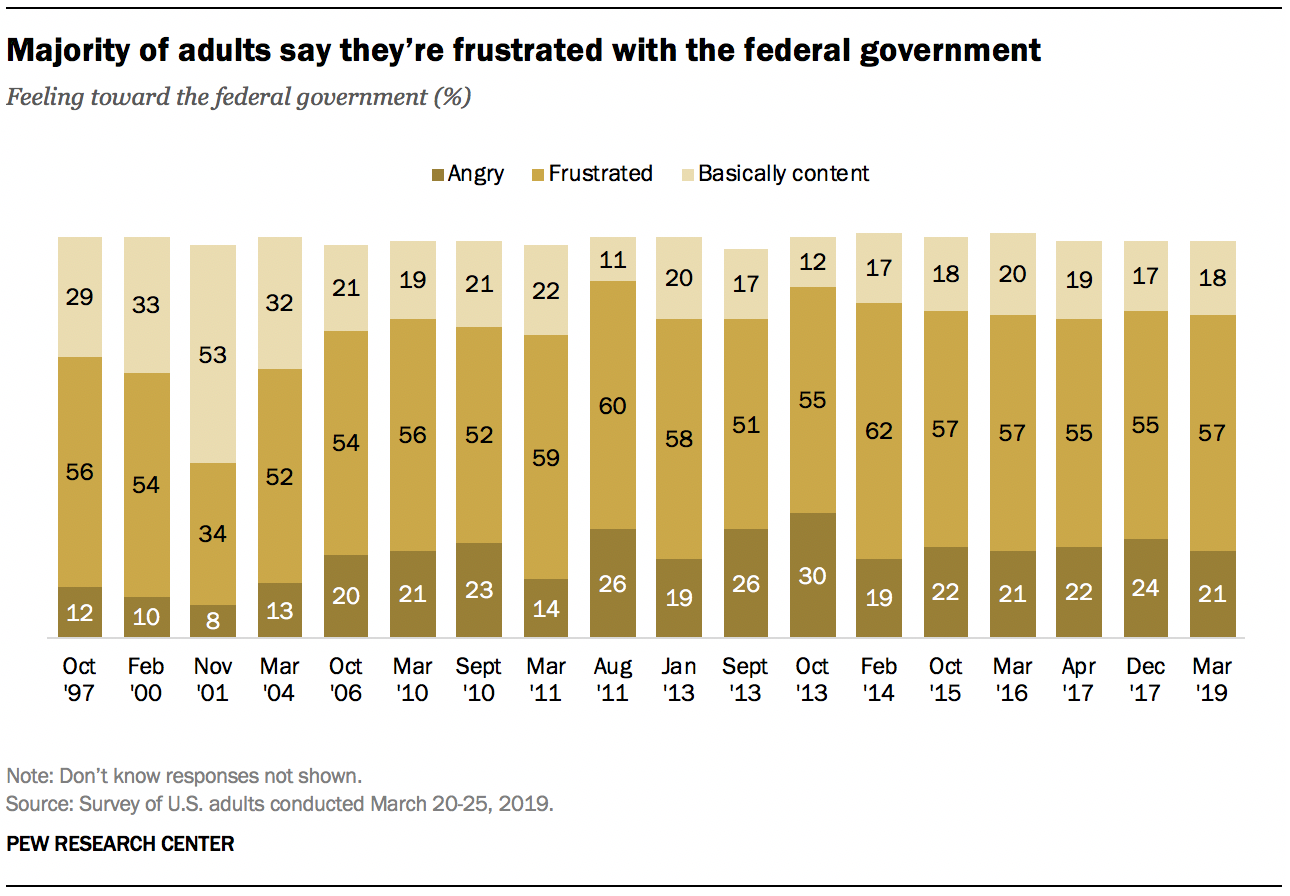 Majority of adults say they’re frustrated with the federal government
Feeling toward the federal government (%)
Angry Frustrated Basically content
29 33 53 32 21 19 21 22 11 20 17 12 17 18 20 19 17 18
56 54 34 52 54 56 52 59 60 58 51 55 62 57 57 55 55 57
12 10 8 13 20 21 23 14 26 19 26 30 19 22 21 22 24 21
Oct Feb Nov Mar Oct Mar Sept Mar Aug Jan Sept Oct Feb Oct Mar Apr Dec Mar
'97 '00 '01 '04 '06 '10 '10 '11 '11 '13 '13 '13 '14 '15 '16 '17 '17 '19
Note: Don’t know responses not shown.
Source: Survey of U.S. adults conducted March 20-25, 2019.
PEW RESEARCH CENTER